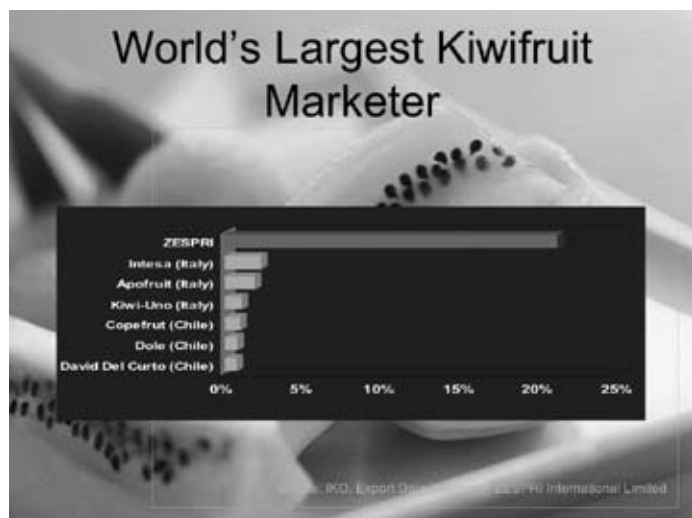 World's Largest Kiwifruit
Marketer
ZESPRI
Intesa (Italy)
Apofruit (Italy)
Kiwi-Uno (Italy)
Copefrut (Chile)
Dole (Chile)
David Del Curto (Chile)
0% 5% 10% 15% 20% 25%
IKO, Export ZESPRI International Limited